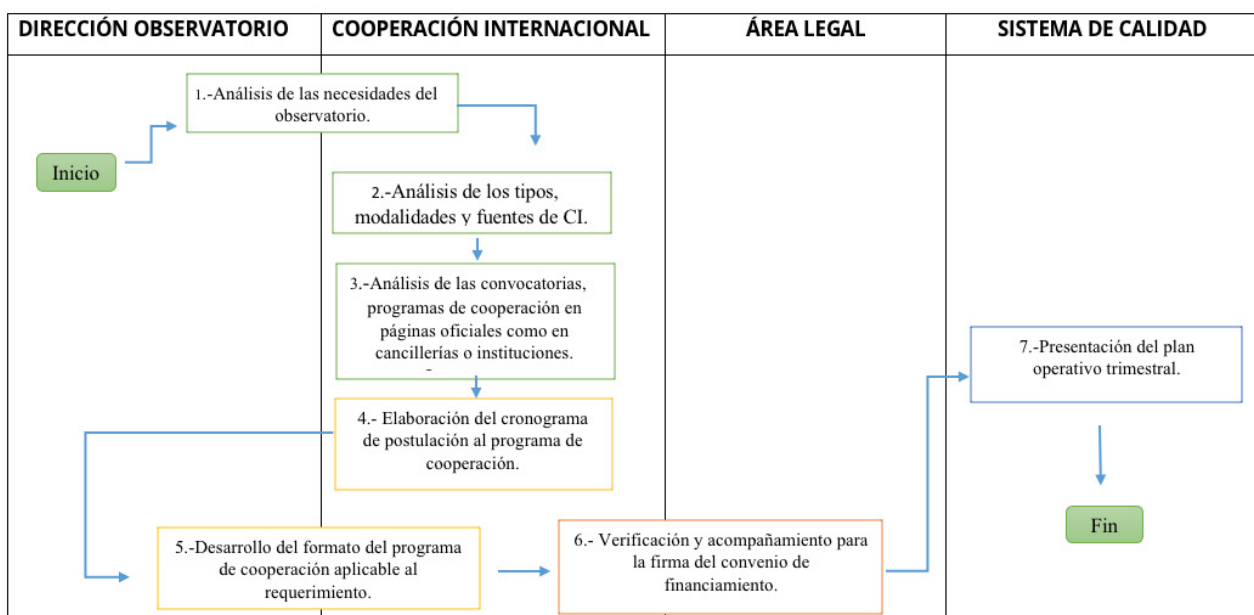 DIRECCIÓN OBSERVATORIO
COOPERACIÓN INTERNACIONAL
ÁREA LEGAL
SISTEMA DE CALIDAD
Inicio
1.-Análisis de las necesidades del
observatorio.
2.-Análisis de los tipos,
modalidades y fuentes de CI.
3.-Análisis de las convocatorias,
programas de cooperación en
páginas oficiales como en
cancillerías o instituciones.
4.- Elaboración del cronograma
de postulación al programa de
cooperación.
5.-Desarrollo del formato del programa
de cooperación aplicable al
requerimiento.
6.- Verificación y acompañamiento para
la firma del convenio de
financiamiento.
7.-Presentación del plan
operativo trimestral.
Fin